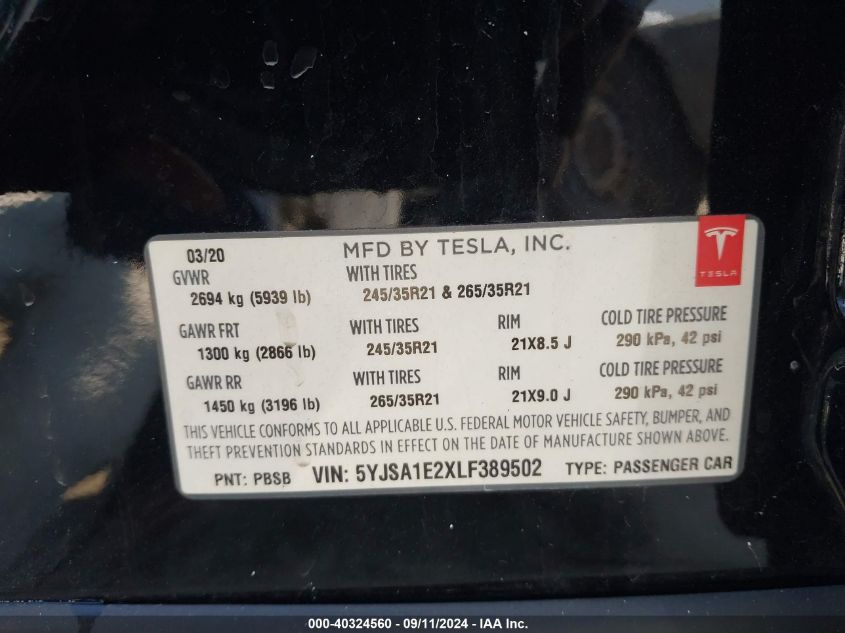 03/20 MFD BY TESLA, INC.
TESLA
GVWR WITH TIRES
2694 kg (5939 lb) 245/35R21 & 265/35R21
GAWR FRT WITH TIRES RIM COLD TIRE PRESSURE
1300 kg (2866 lb) 245/35R21 21X8.5 J 290 kPa, 42 psi
GAWR RR WITH TIRES RIM COLD TIRE PRESSURE
1450 kg (3196 lb) 265/35R21 21X9.0 J 290 kPa, 42 psi
THIS VEHICLE CONFORMS TO ALL APPLICABLE U.S. FEDERAL MOTOR VEHICLE SAFETY, BUMPER, AND
THEFT PREVENTION STANDARDS IN EFFECT ON THE DATE OF MANUFACTURE SHOWN ABOVE.
PNT: PBSB VIN: 5YJSA1E2XLF389502 TYPE: PASSENGER CAR
000-40324560 - 09/11/2024 - IAA Inc.